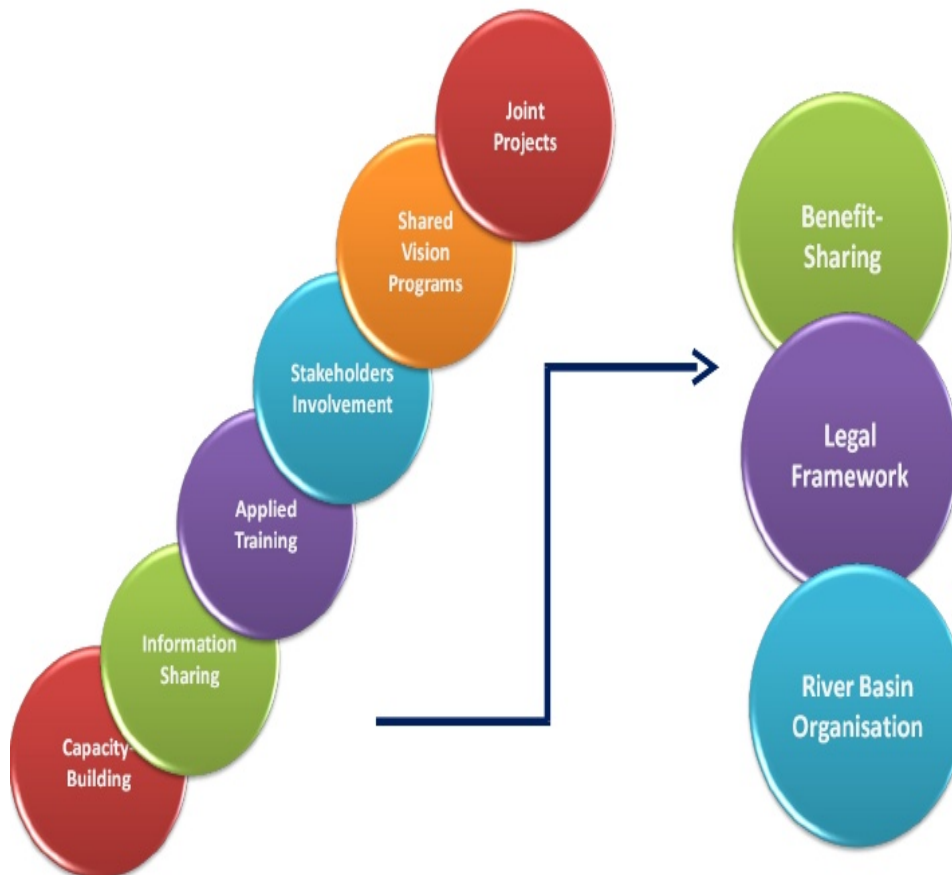 Joint
Projects
Shared
Vision
Programs
Stakeholders
Involvement
Applied
Training
Information
Sharing
Capacity-
Building
Benefit-
Sharing
Legal
Framework
River Basin
Organisation